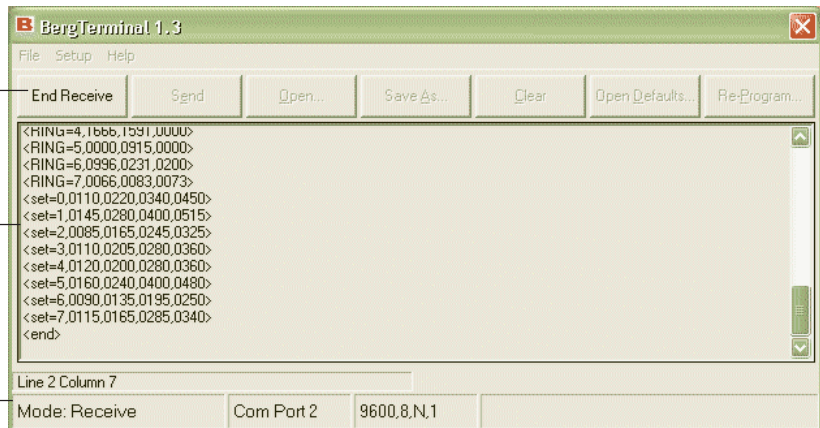 B BergTerminal 1.3
File Setup Help
End Receive Send Open... Save As... Clear Open Defaults... Re-Program...
<RING=4,1666,1591,0000>
<RING=5,0000,0915,0000>
<RING=6,0996,0231,0200>
<RING=7,0066,0083,0073>
<set=0,0110,0220,0340,0450>
<set=1,0145,0280,0400,0515>
<set=2,0085,0165,0245,0325>
<set=3,0110,0205,0280,0360>
<set=4,0120,0200,0280,0360>
<set=5,0160,0240,0400,0480>
<set=6,0090,0135,0195,0250>
<set=7,0115,0165,0285,0340>
<end>
Line 2 Column 7
Mode: Receive Com Port 2 9600,8,N,1